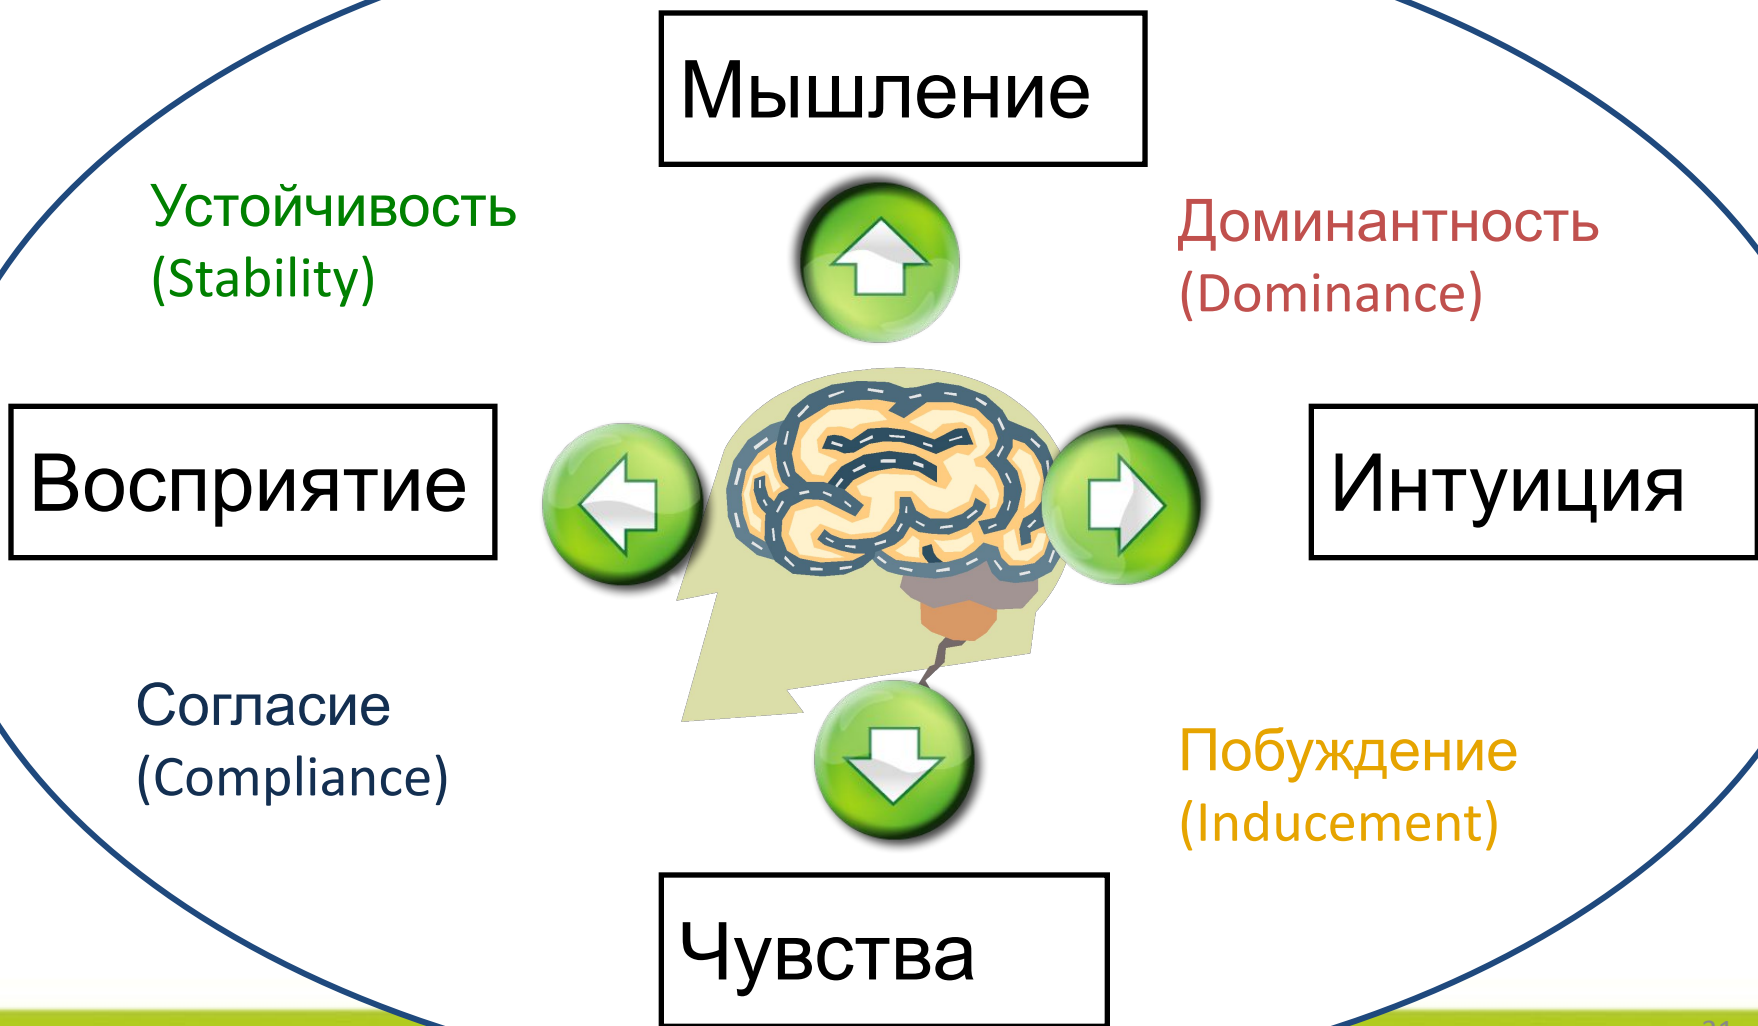 Мышление
Устойчивость
(Stability)
Доминантность
(Dominance)
Восприятие
Интуиция
Согласие
(Compliance)
Побуждение
(Inducement)
Чувства